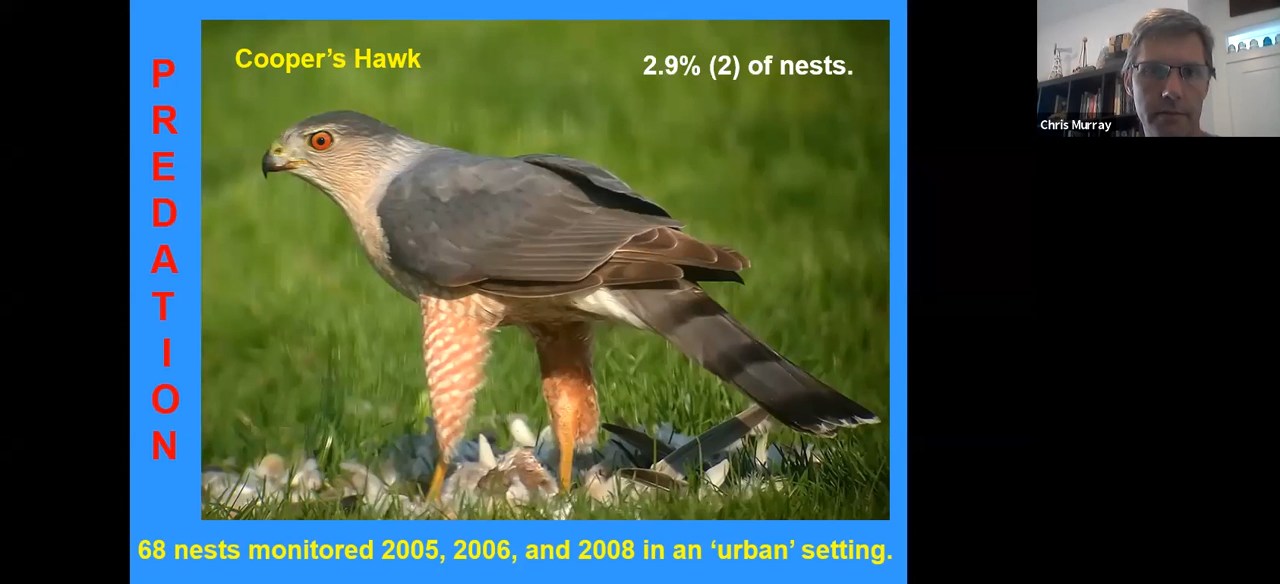 PREDATION
Cooper’s Hawk
2.9% (2) of nests.
68 nests monitored 2005, 2006, and 2008 in an ‘urban’ setting.
Chris Murray